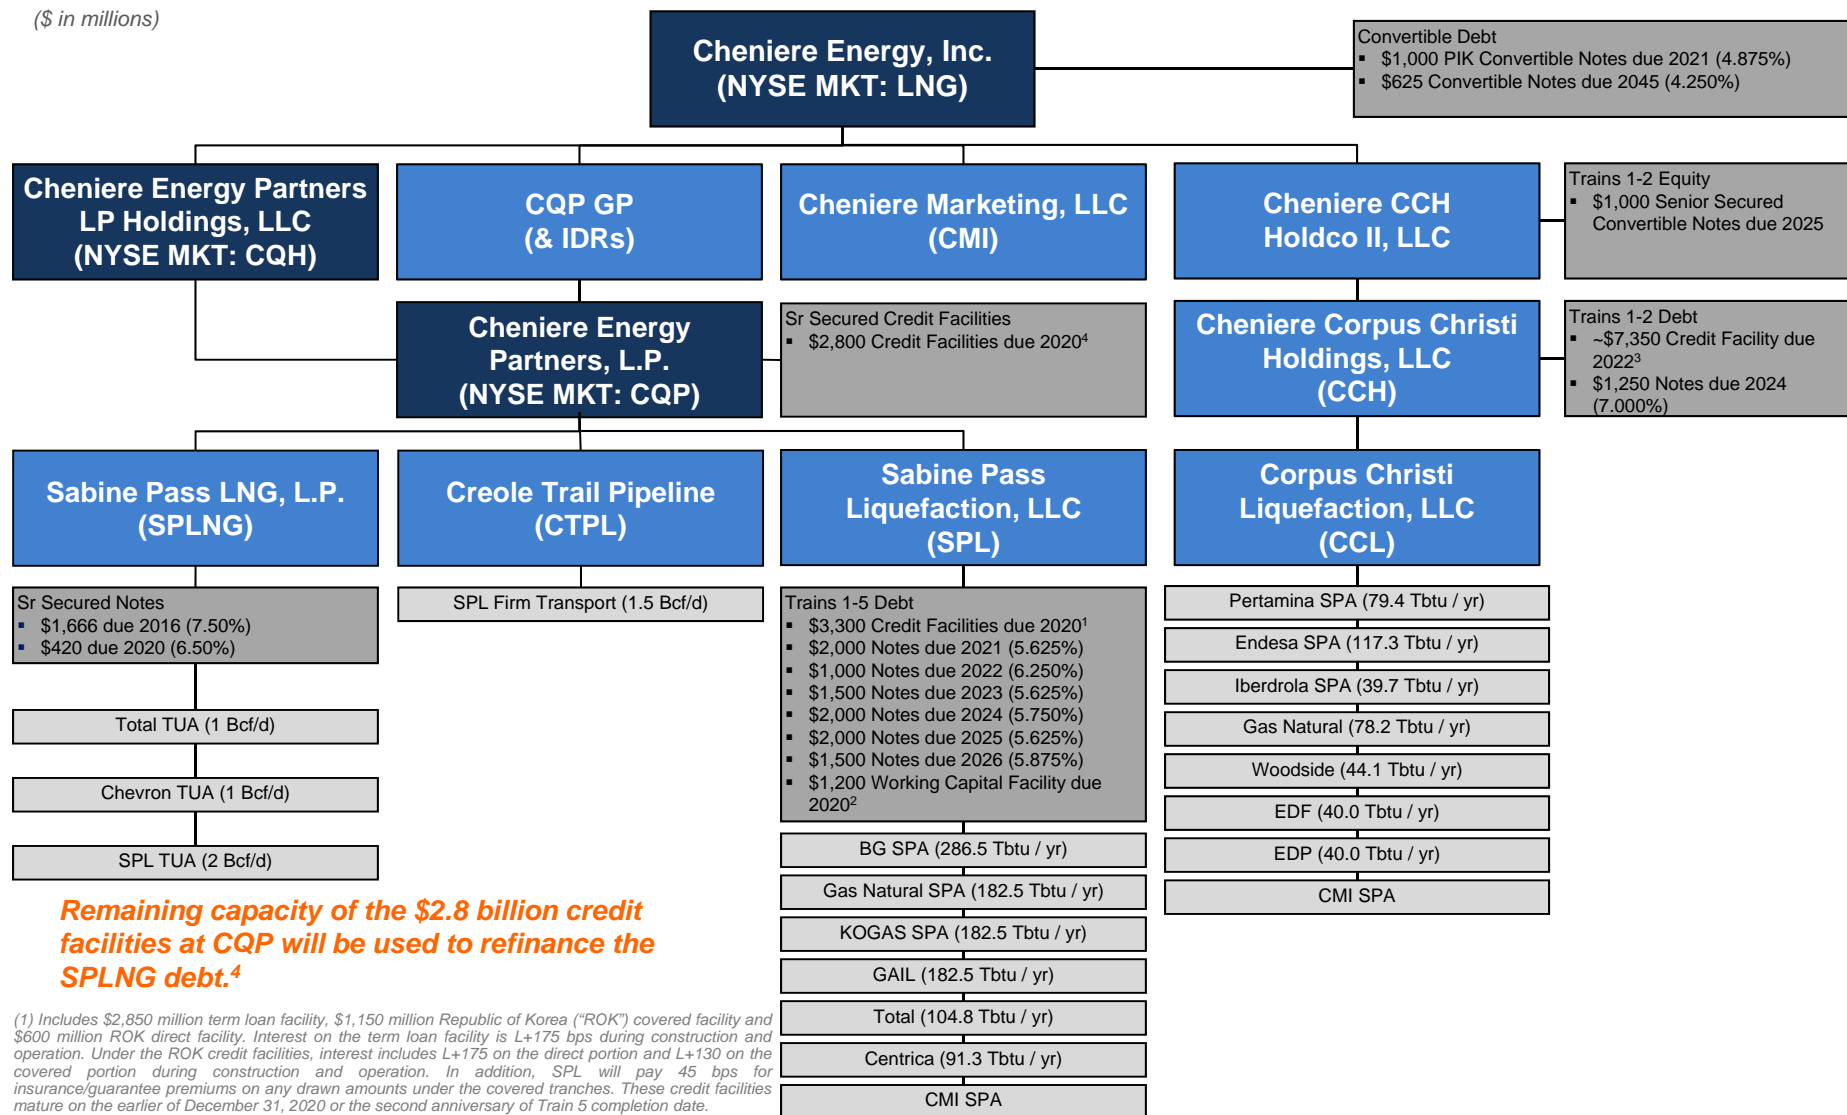 ($ in millions)
Cheniere Energy, Inc.
(NYSE MKT: LNG)
Convertible Debt
▪ $1,000 PIK Convertible Notes due 2021 (4.875%)
▪ $625 Convertible Notes due 2045 (4.250%)
Cheniere Energy Partners
LP Holdings, LLC
(NYSE MKT: CQH)
CQP GP
(& IDRs)
Cheniere Marketing, LLC
(CMI)
Cheniere CCH
Holdco II, LLC
Trains 1-2 Equity
▪ $1,000 Senior Secured
Convertible Notes due 2025
Cheniere Energy
Partners, L.P.
(NYSE MKT: CQP)
Sr Secured Credit Facilities
▪ $2,800 Credit Facilities due 2020⁴
Cheniere Corpus Christi
Holdings, LLC
(CCH)
Trains 1-2 Debt
▪ ~$7,350 Credit Facility due
2022³
▪ $1,250 Notes due 2024
(7.000%)
Sabine Pass LNG, L.P.
(SPLNG)
Creole Trail Pipeline
(CTPL)
Sabine Pass
Liquefaction, LLC
(SPL)
Corpus Christi
Liquefaction, LLC
(CCL)
Sr Secured Notes
▪ $1,666 due 2016 (7.50%)
▪ $420 due 2020 (6.50%)
Total TUA (1 Bcf/d)
Chevron TUA (1 Bcf/d)
SPL TUA (2 Bcf/d)
SPL Firm Transport (1.5 Bcf/d)
Trains 1-5 Debt
▪ $3,300 Credit Facilities due 2020¹
▪ $2,000 Notes due 2021 (5.625%)
▪ $1,000 Notes due 2022 (6.250%)
▪ $1,500 Notes due 2023 (5.625%)
▪ $2,000 Notes due 2024 (5.750%)
▪ $2,000 Notes due 2025 (5.625%)
▪ $1,500 Notes due 2026 (5.875%)
▪ $1,200 Working Capital Facility due
2020²
BG SPA (286.5 Tbtu / yr)
Gas Natural SPA (182.5 Tbtu / yr)
KOGAS SPA (182.5 Tbtu / yr)
GAIL (182.5 Tbtu / yr)
Total (104.8 Tbtu / yr)
Centrica (91.3 Tbtu / yr)
CMI SPA
Pertamina SPA (79.4 Tbtu / yr)
Endesa SPA (117.3 Tbtu / yr)
Iberdrola SPA (39.7 Tbtu / yr)
Gas Natural (78.2 Tbtu / yr)
Woodside (44.1 Tbtu / yr)
EDF (40.0 Tbtu / yr)
EDP (40.0 Tbtu / yr)
CMI SPA
Remaining capacity of the $2.8 billion credit
facilities at CQP will be used to refinance the
SPLNG debt.⁴
(1) Includes $2,850 million term loan facility, $1,150 million Republic of Korea (“ROK”) covered facility and
$600 million ROK direct facility. Interest on the term loan facility is L+175 bps during construction and
operation. Under the ROK credit facilities, interest includes L+175 on the direct portion and L+130 on the
covered portion during construction and operation. In addition, SPL will pay 45 bps for
insurance/guarantee premiums on any drawn amounts under the covered tranches. These credit facilities
mature on the earlier of December 31, 2020 or the second anniversary of Train 5 completion date.